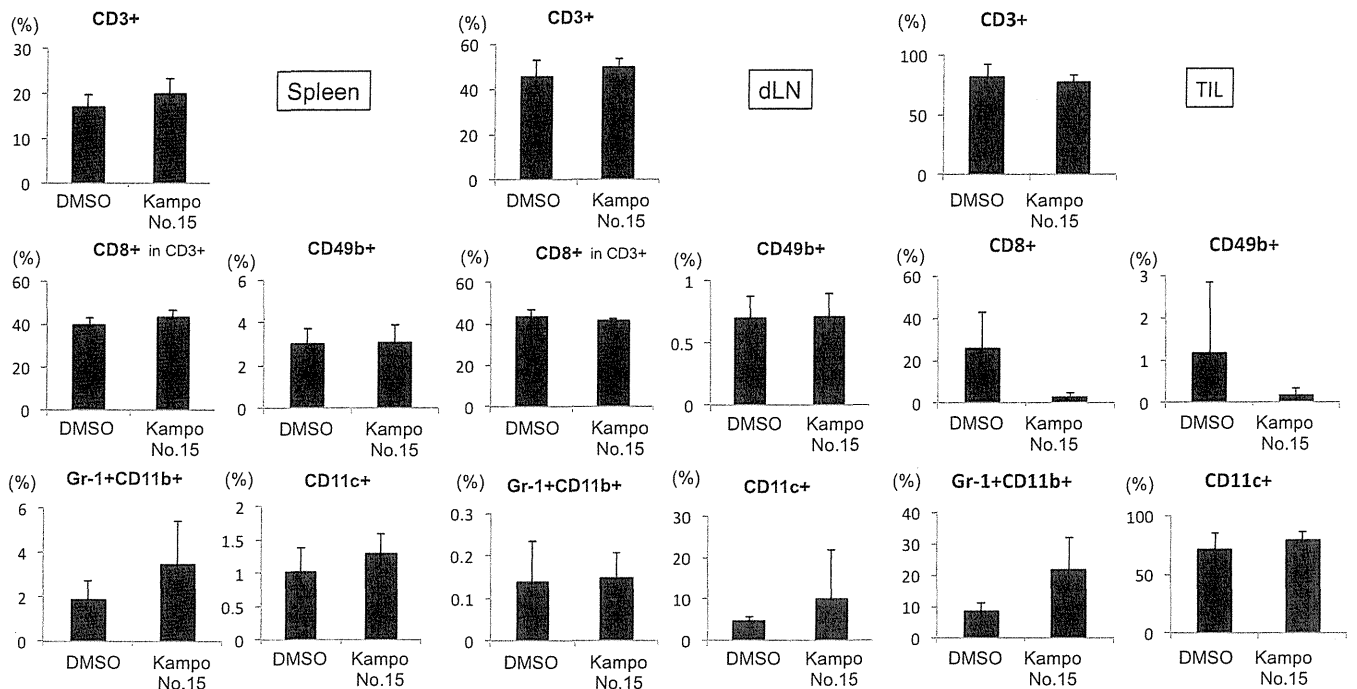 (%) CD3+
30
20
10
0
DMSO Kampo
No.15
Spleen
(%) CD3+
60
40
20
0
DMSO Kampo
No.15
dLN
(%) CD3+
100
50
0
DMSO Kampo
No.15
TIL
(%) CD8+ in CD3+
60
40
20
0
DMSO Kampo
No.15
(%) CD49b+
6
4
2
0
DMSO Kampo
No.15
(%) CD8+ in CD3+
60
40
20
0
DMSO Kampo
No.15
(%) CD49b+
1
0.5
0
DMSO Kampo
No.15
(%) CD8+
60
40
20
0
DMSO Kampo
No.15
(%) CD49b+
3
2
1
0
DMSO Kampo
No.15
(%) Gr-1+CD11b+
6
4
2
0
DMSO Kampo
No.15
(%) CD11c+
2
1.5
1
0.5
0
DMSO Kampo
No.15
(%) Gr-1+CD11b+
0.3
0.2
0.1
0
DMSO Kampo
No.15
(%) CD11c+
30
20
10
0
DMSO Kampo
No.15
(%) Gr-1+CD11b+
40
30
20
10
0
DMSO Kampo
No.15
(%) CD11c+
100
50
0
DMSO Kampo
No.15